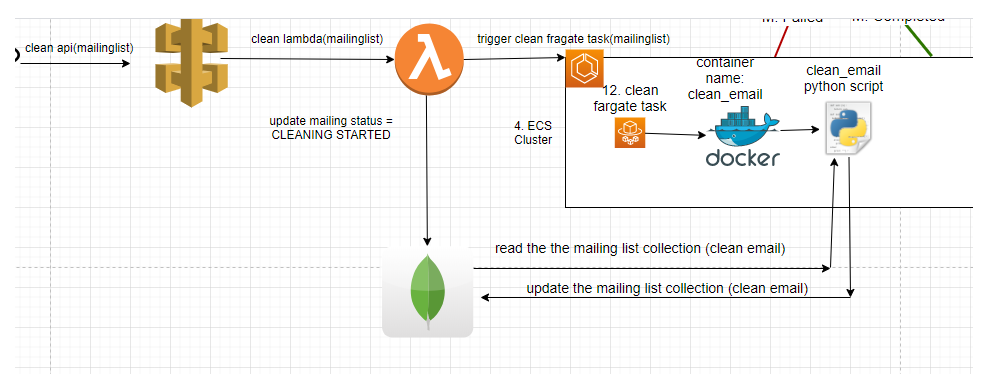 M. Failed
M. Completed
clean api(mailinglist)
clean lambda(mailinglist)
trigger clean fragate task(mailinglist)
container
name:
clean_email
clean_email
python script
12. clean
fargate task
update mailing status =
CLEANING STARTED
4. ECS
Cluster
docker
read the the mailing list collection (clean email)
update the mailing list collection (clean email)